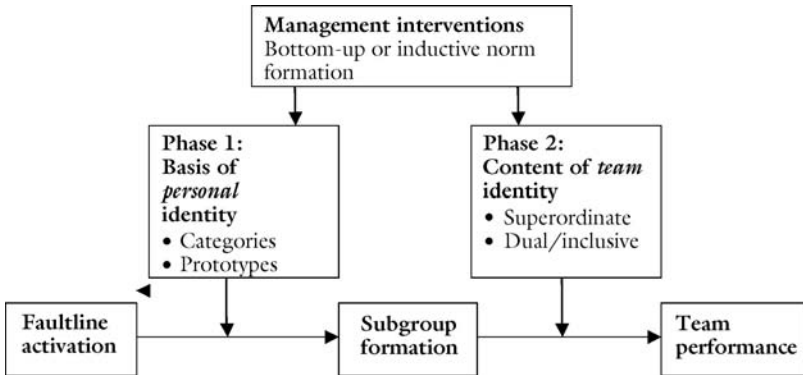 Management interventions
Bottom-up or inductive norm
formation
Phase 1:
Basis of
personal
identity
• Categories
• Prototypes
Phase 2:
Content of team
identity
• Superordinate
• Dual/inclusive
Faultline
activation
Subgroup
formation
Team
performance